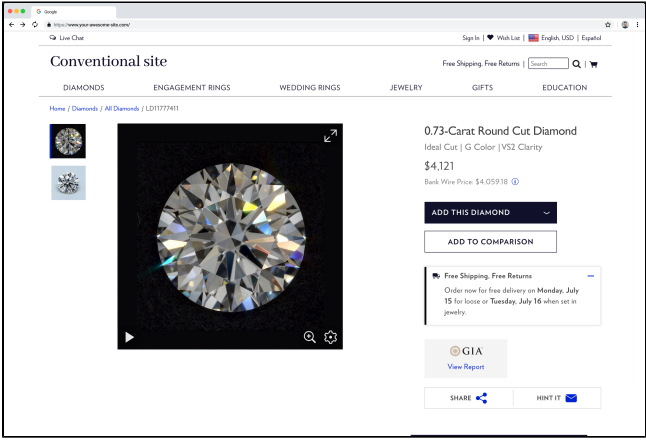 Google
https://www.your-awesome-site.com/
Live Chat
Sign In | Wish List | English, USD | Español
Conventional site
Free Shipping, Free Returns | Search
DIAMONDS ENGAGEMENT RINGS WEDDING RINGS JEWELRY GIFTS EDUCATION
Home / Diamonds / All Diamonds / LD11777411
0.73-Carat Round Cut Diamond
Ideal Cut | G Color | VS2 Clarity
$4,121
Bank Wire Price: $4,059.18
ADD THIS DIAMOND
ADD TO COMPARISON
Free Shipping, Free Returns
Order now for free delivery on Monday, July
15 for loose or Tuesday, July 16 when set in
jewelry.
GIA
View Report
SHARE
HINT IT